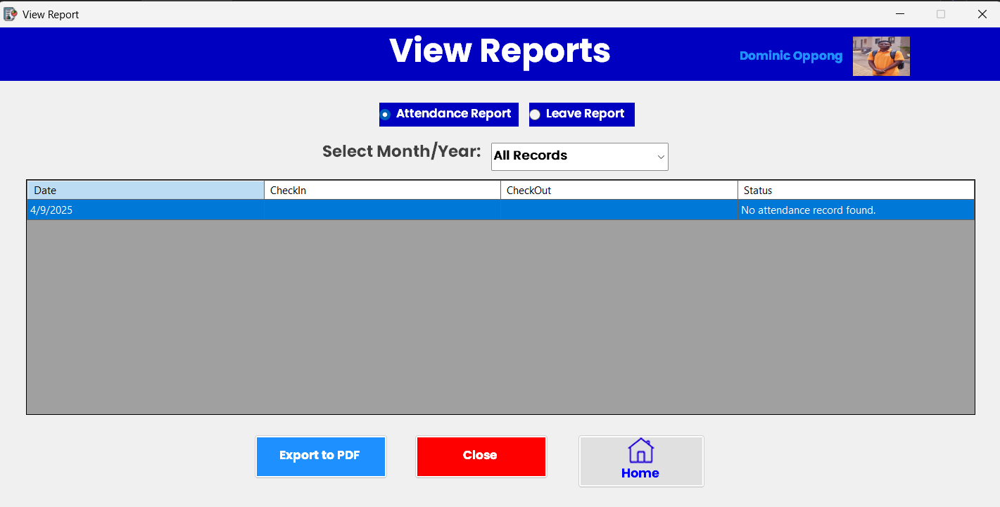 View Report
View Reports
Dominic Oppong
Attendance Report Leave Report
Select Month/Year: All Records
Date CheckIn CheckOut Status
4/9/2025 No attendance record found.
Export to PDF Close
Home